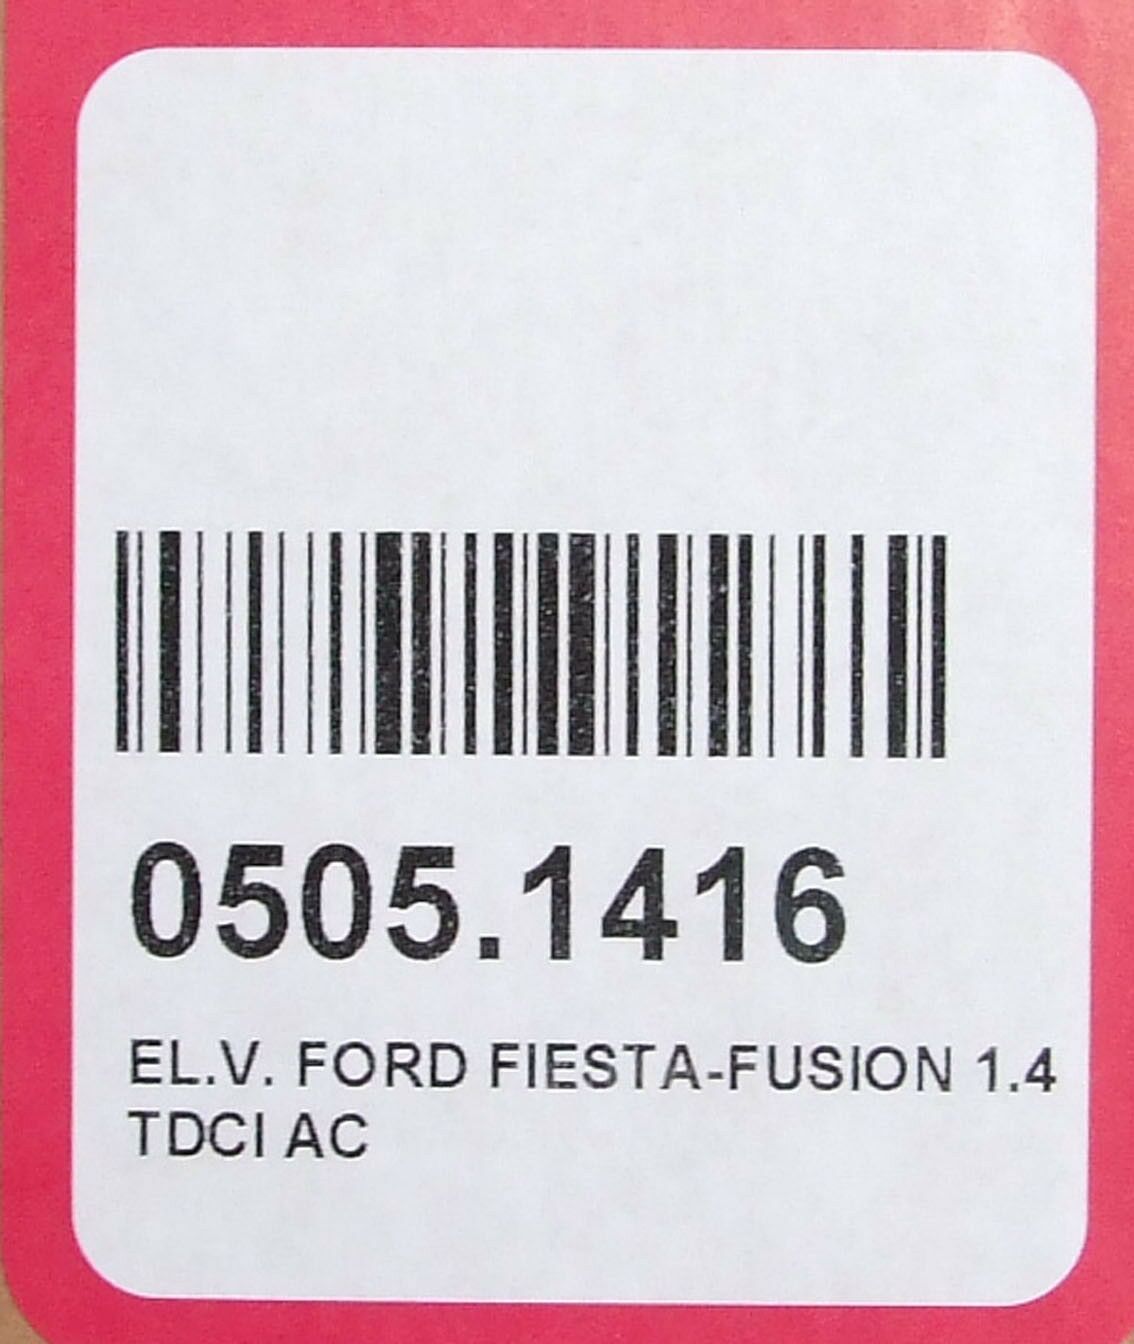 0505.1416
EL.V. FORD FIESTA-FUSION 1.4
TDCI AC